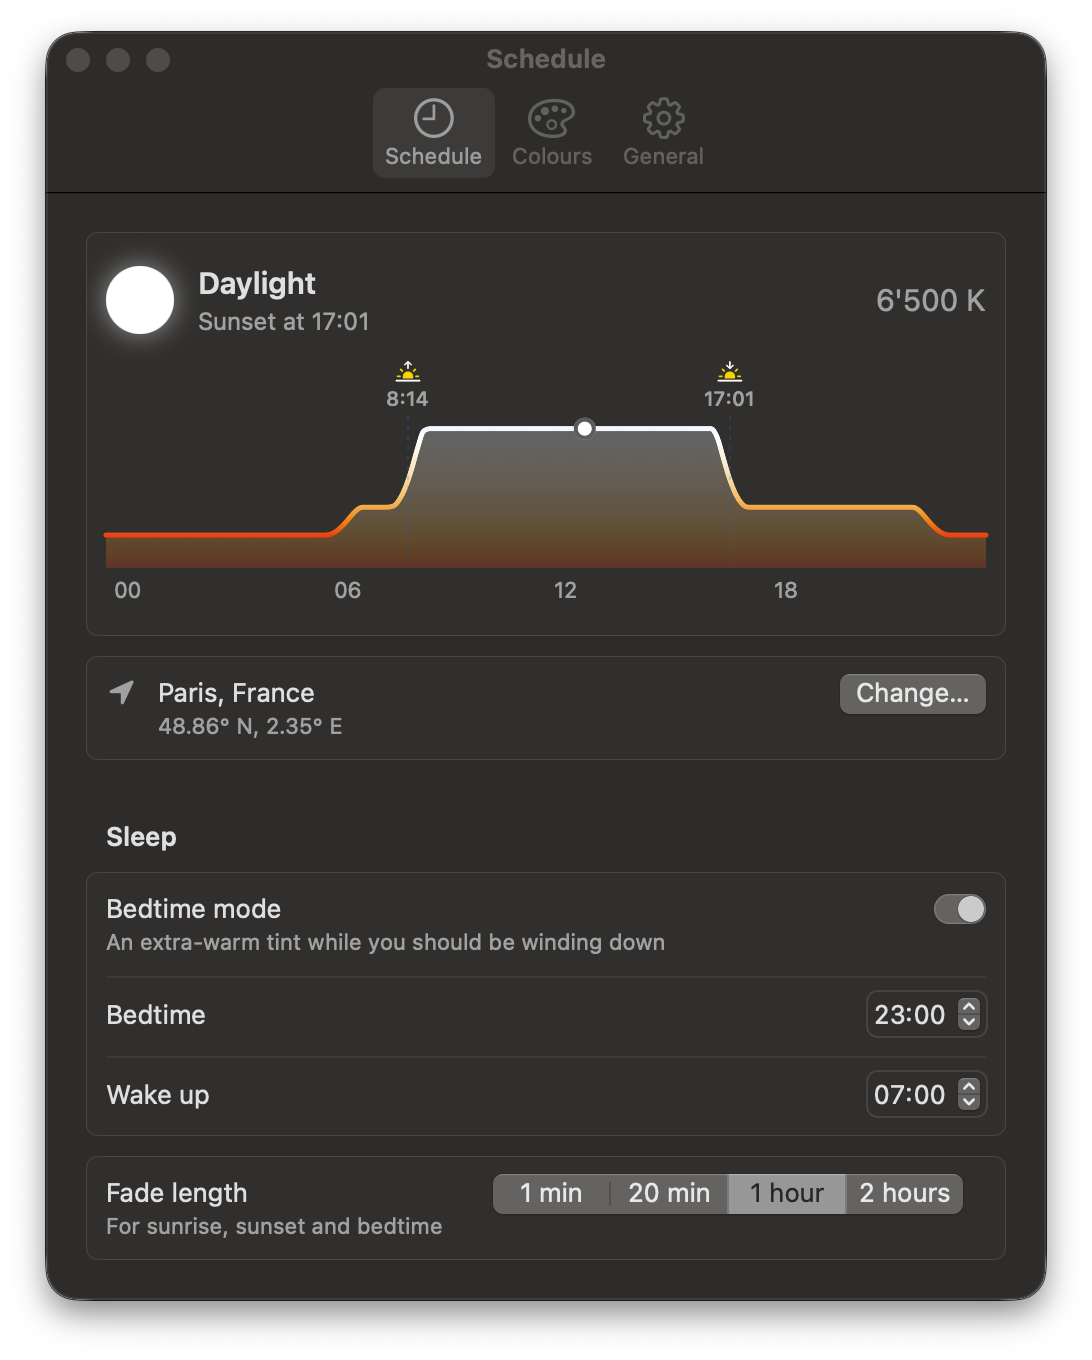 Schedule
Schedule
Colours
General
Daylight
Sunset at 17:01
6'500 K
8:14
17:01
00
06
12
18
Paris, France
48.86° N, 2.35° E
Change...
Sleep
Bedtime mode
An extra-warm tint while you should be winding down
Bedtime
23:00
Wake up
07:00
Fade length
For sunrise, sunset and bedtime
1 min
20 min
1 hour
2 hours